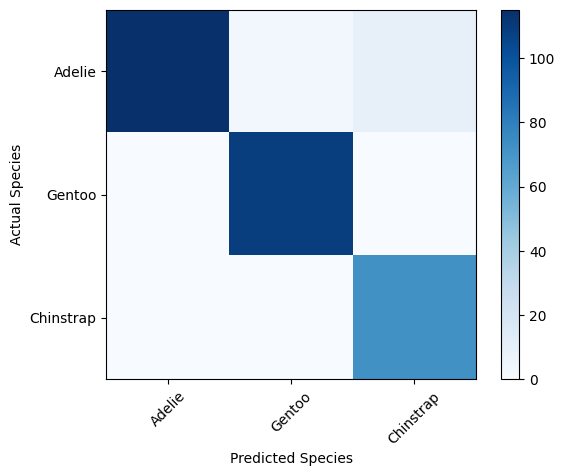 Adelie
Gentoo
Chinstrap
Actual Species
Adelie
Gentoo
Chinstrap
Predicted Species
100
80
60
40
20
0